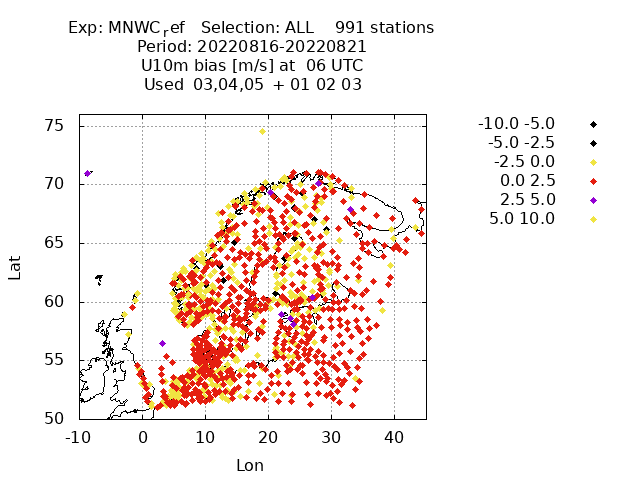 Exp: MNWC_ref Selection: ALL 991 stations
Period: 20220816-20220821
U10m bias [m/s] at 06 UTC
Used 03,04,05 + 01 02 03
-10.0 -5.0
-5.0 -2.5
-2.5 0.0
0.0 2.5
2.5 5.0
5.0 10.0
75
70
65
60
55
50
Lat
-10 0 10 20 30 40
Lon